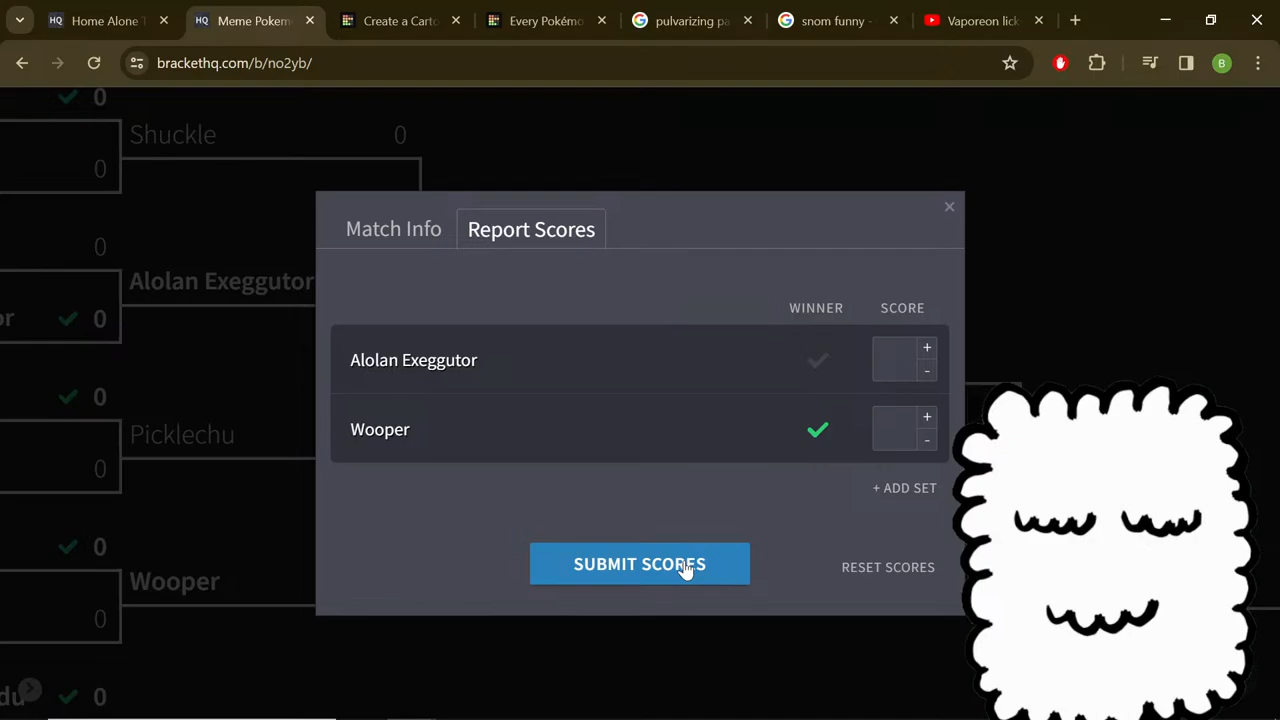 Home Alone T
Meme Pokem
Create a Carto
Every Pokémo
pulvarizing pa
snom funny -
Vaporeon lick
brackethq.com/b/no2yb/
B
0
Shuckle 0
0
0
Alolan Exeggutor
or 0
0
Picklechu
0
0
Wooper
0
du 0
Match Info
Report Scores
×
WINNER SCORE
Alolan Exeggutor
+
-
Wooper
+
-
+ ADD SET
SUBMIT SCORES
RESET SCORES